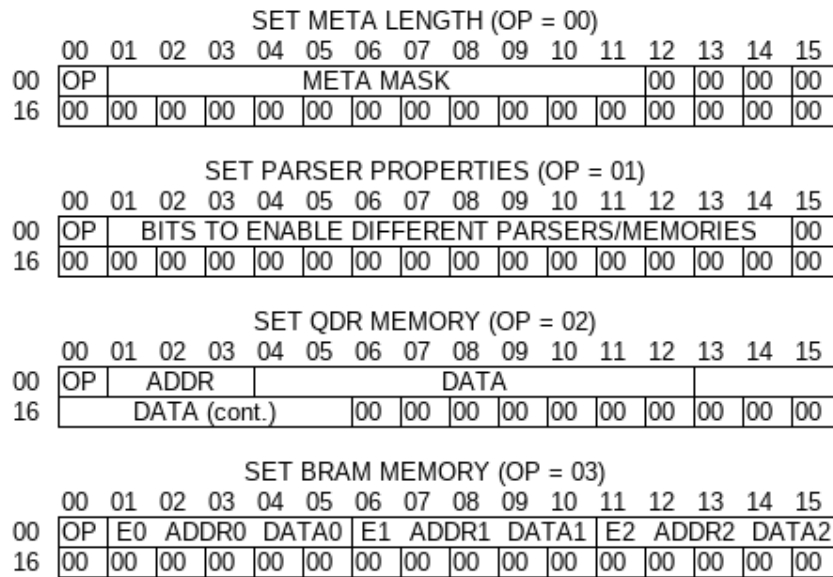 SET META LENGTH (OP = 00)
00 01 02 03 04 05 06 07 08 09 10 11 12 13 14 15
00 OP META MASK 00 00 00 00
16 00 00 00 00 00 00 00 00 00 00 00 00 00 00 00 00
SET PARSER PROPERTIES (OP = 01)
00 01 02 03 04 05 06 07 08 09 10 11 12 13 14 15
00 OP BITS TO ENABLE DIFFERENT PARSERS/MEMORIES 00
16 00 00 00 00 00 00 00 00 00 00 00 00 00 00 00 00
SET QDR MEMORY (OP = 02)
00 01 02 03 04 05 06 07 08 09 10 11 12 13 14 15
00 OP ADDR DATA
16 DATA (cont.) 00 00 00 00 00 00 00 00 00 00
SET BRAM MEMORY (OP = 03)
00 01 02 03 04 05 06 07 08 09 10 11 12 13 14 15
00 OP E0 ADDR0 DATA0 E1 ADDR1 DATA1 E2 ADDR2 DATA2
16 00 00 00 00 00 00 00 00 00 00 00 00 00 00 00 00